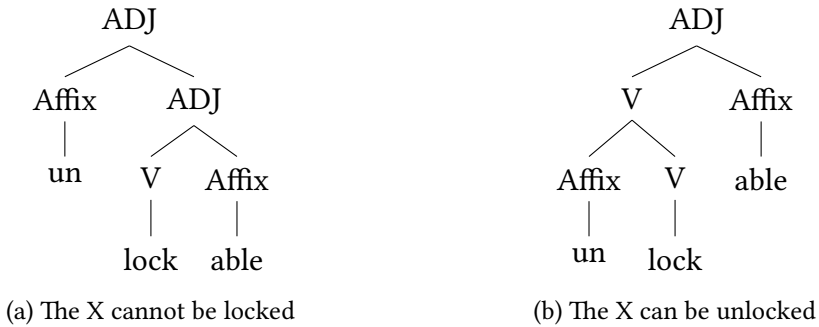 ADJ ADJ
Affix ADJ V Affix
un V Affix Affix V able
lock able un lock
(a) The X cannot be locked (b) The X can be unlocked